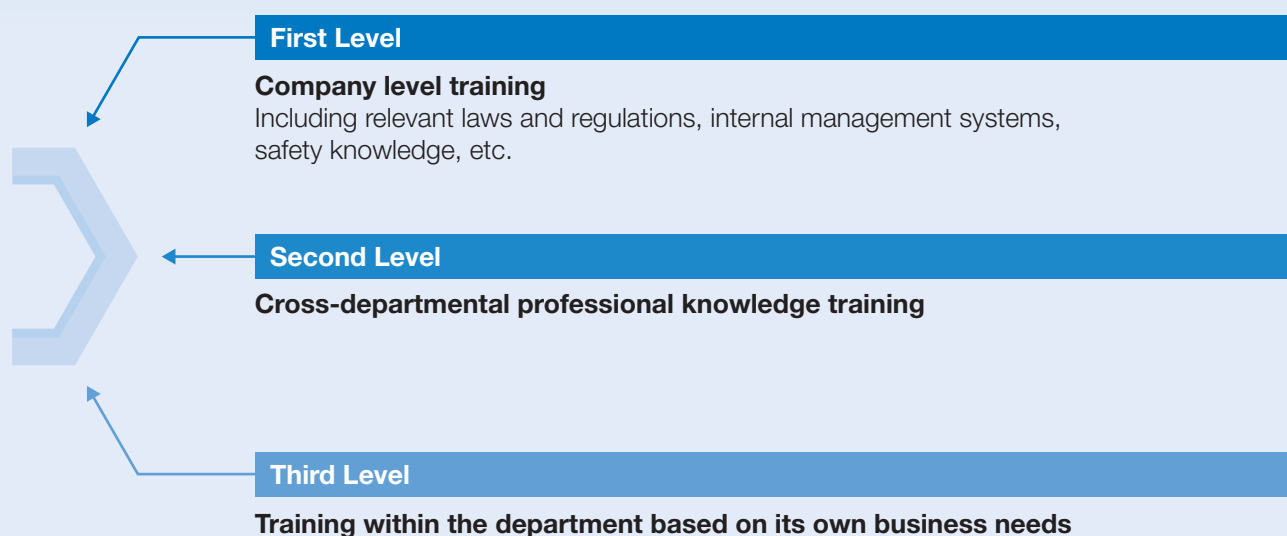 First Level
Company level training
Including relevant laws and regulations, internal management systems,
safety knowledge, etc.
Second Level
Cross-departmental professional knowledge training
Third Level
Training within the department based on its own business needs